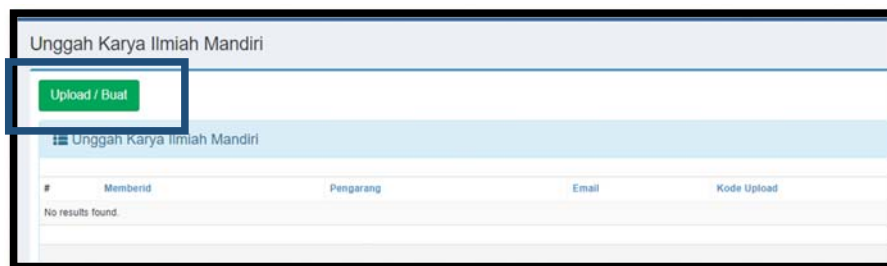 Unggah Karya Ilmiah Mandiri
Upload / Buat
Unggah Karya Ilmiah Mandiri
# Memberid Pengarang Email Kode Upload
No results found.